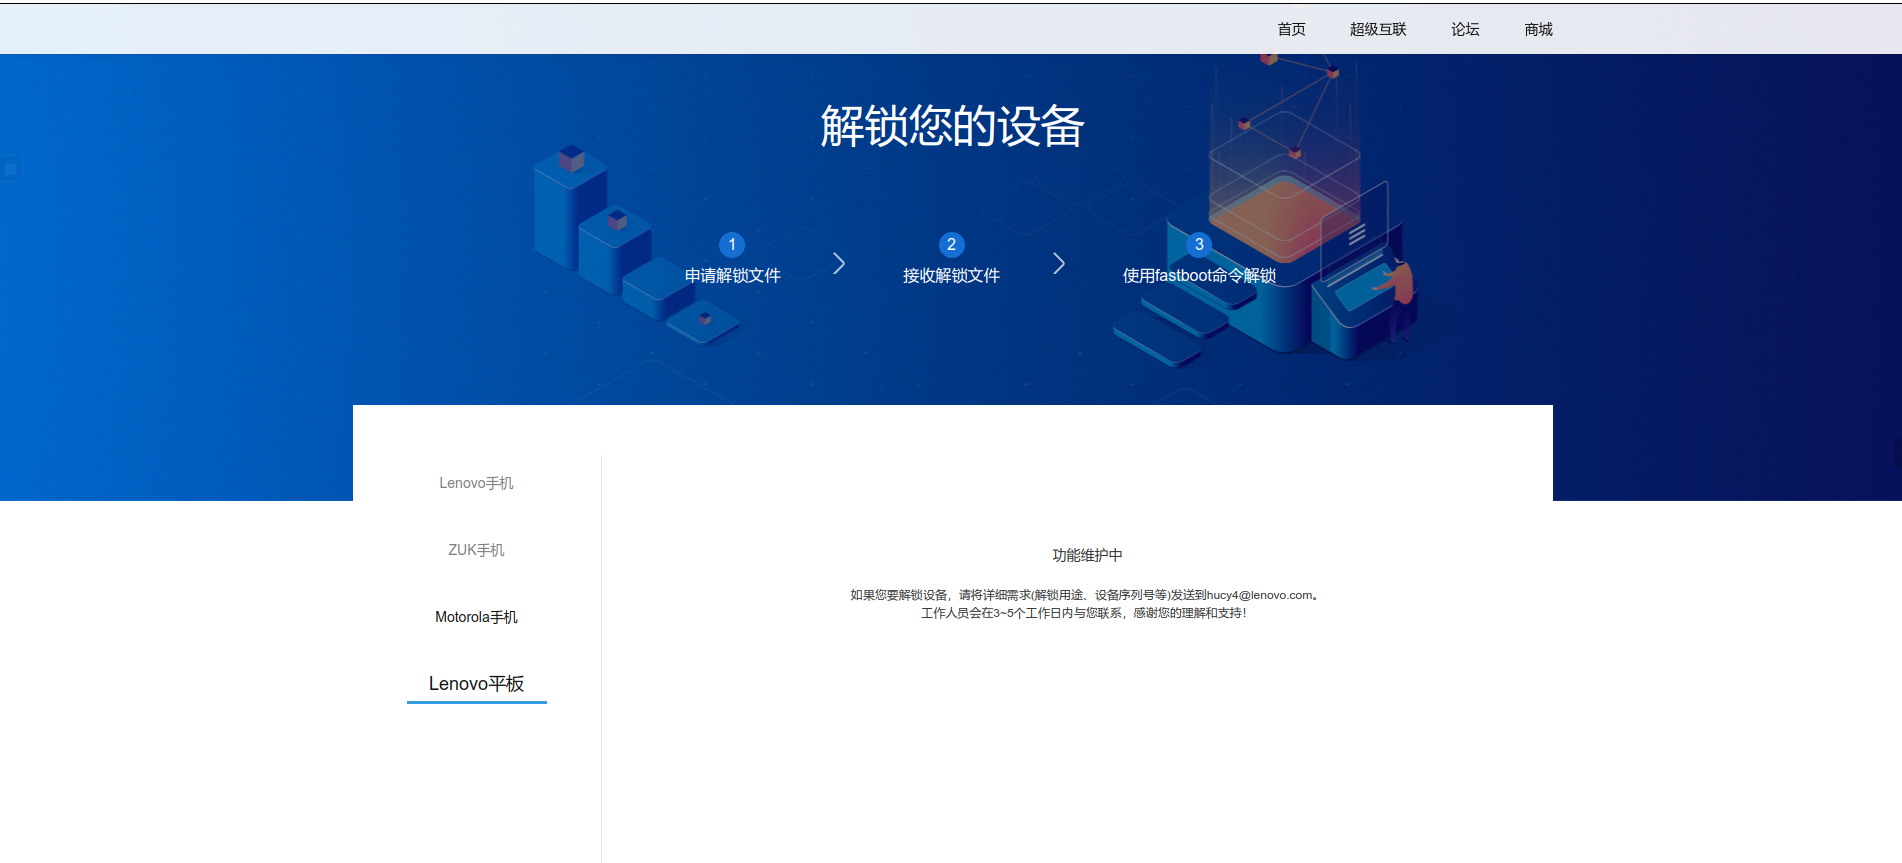 首页
超级互联
论坛
商城
解锁您的设备
1
申请解锁文件
2
接收解锁文件
3
使用fastboot命令解锁
Lenovo手机
ZUK手机
Motorola手机
Lenovo平板
功能维护中
如果您要解锁设备，请将详细需求(解锁用途、设备序列号等)发送到hucy4@lenovo.com。
工作人员会在3~5个工作日内与您联系，感谢您的理解和支持！